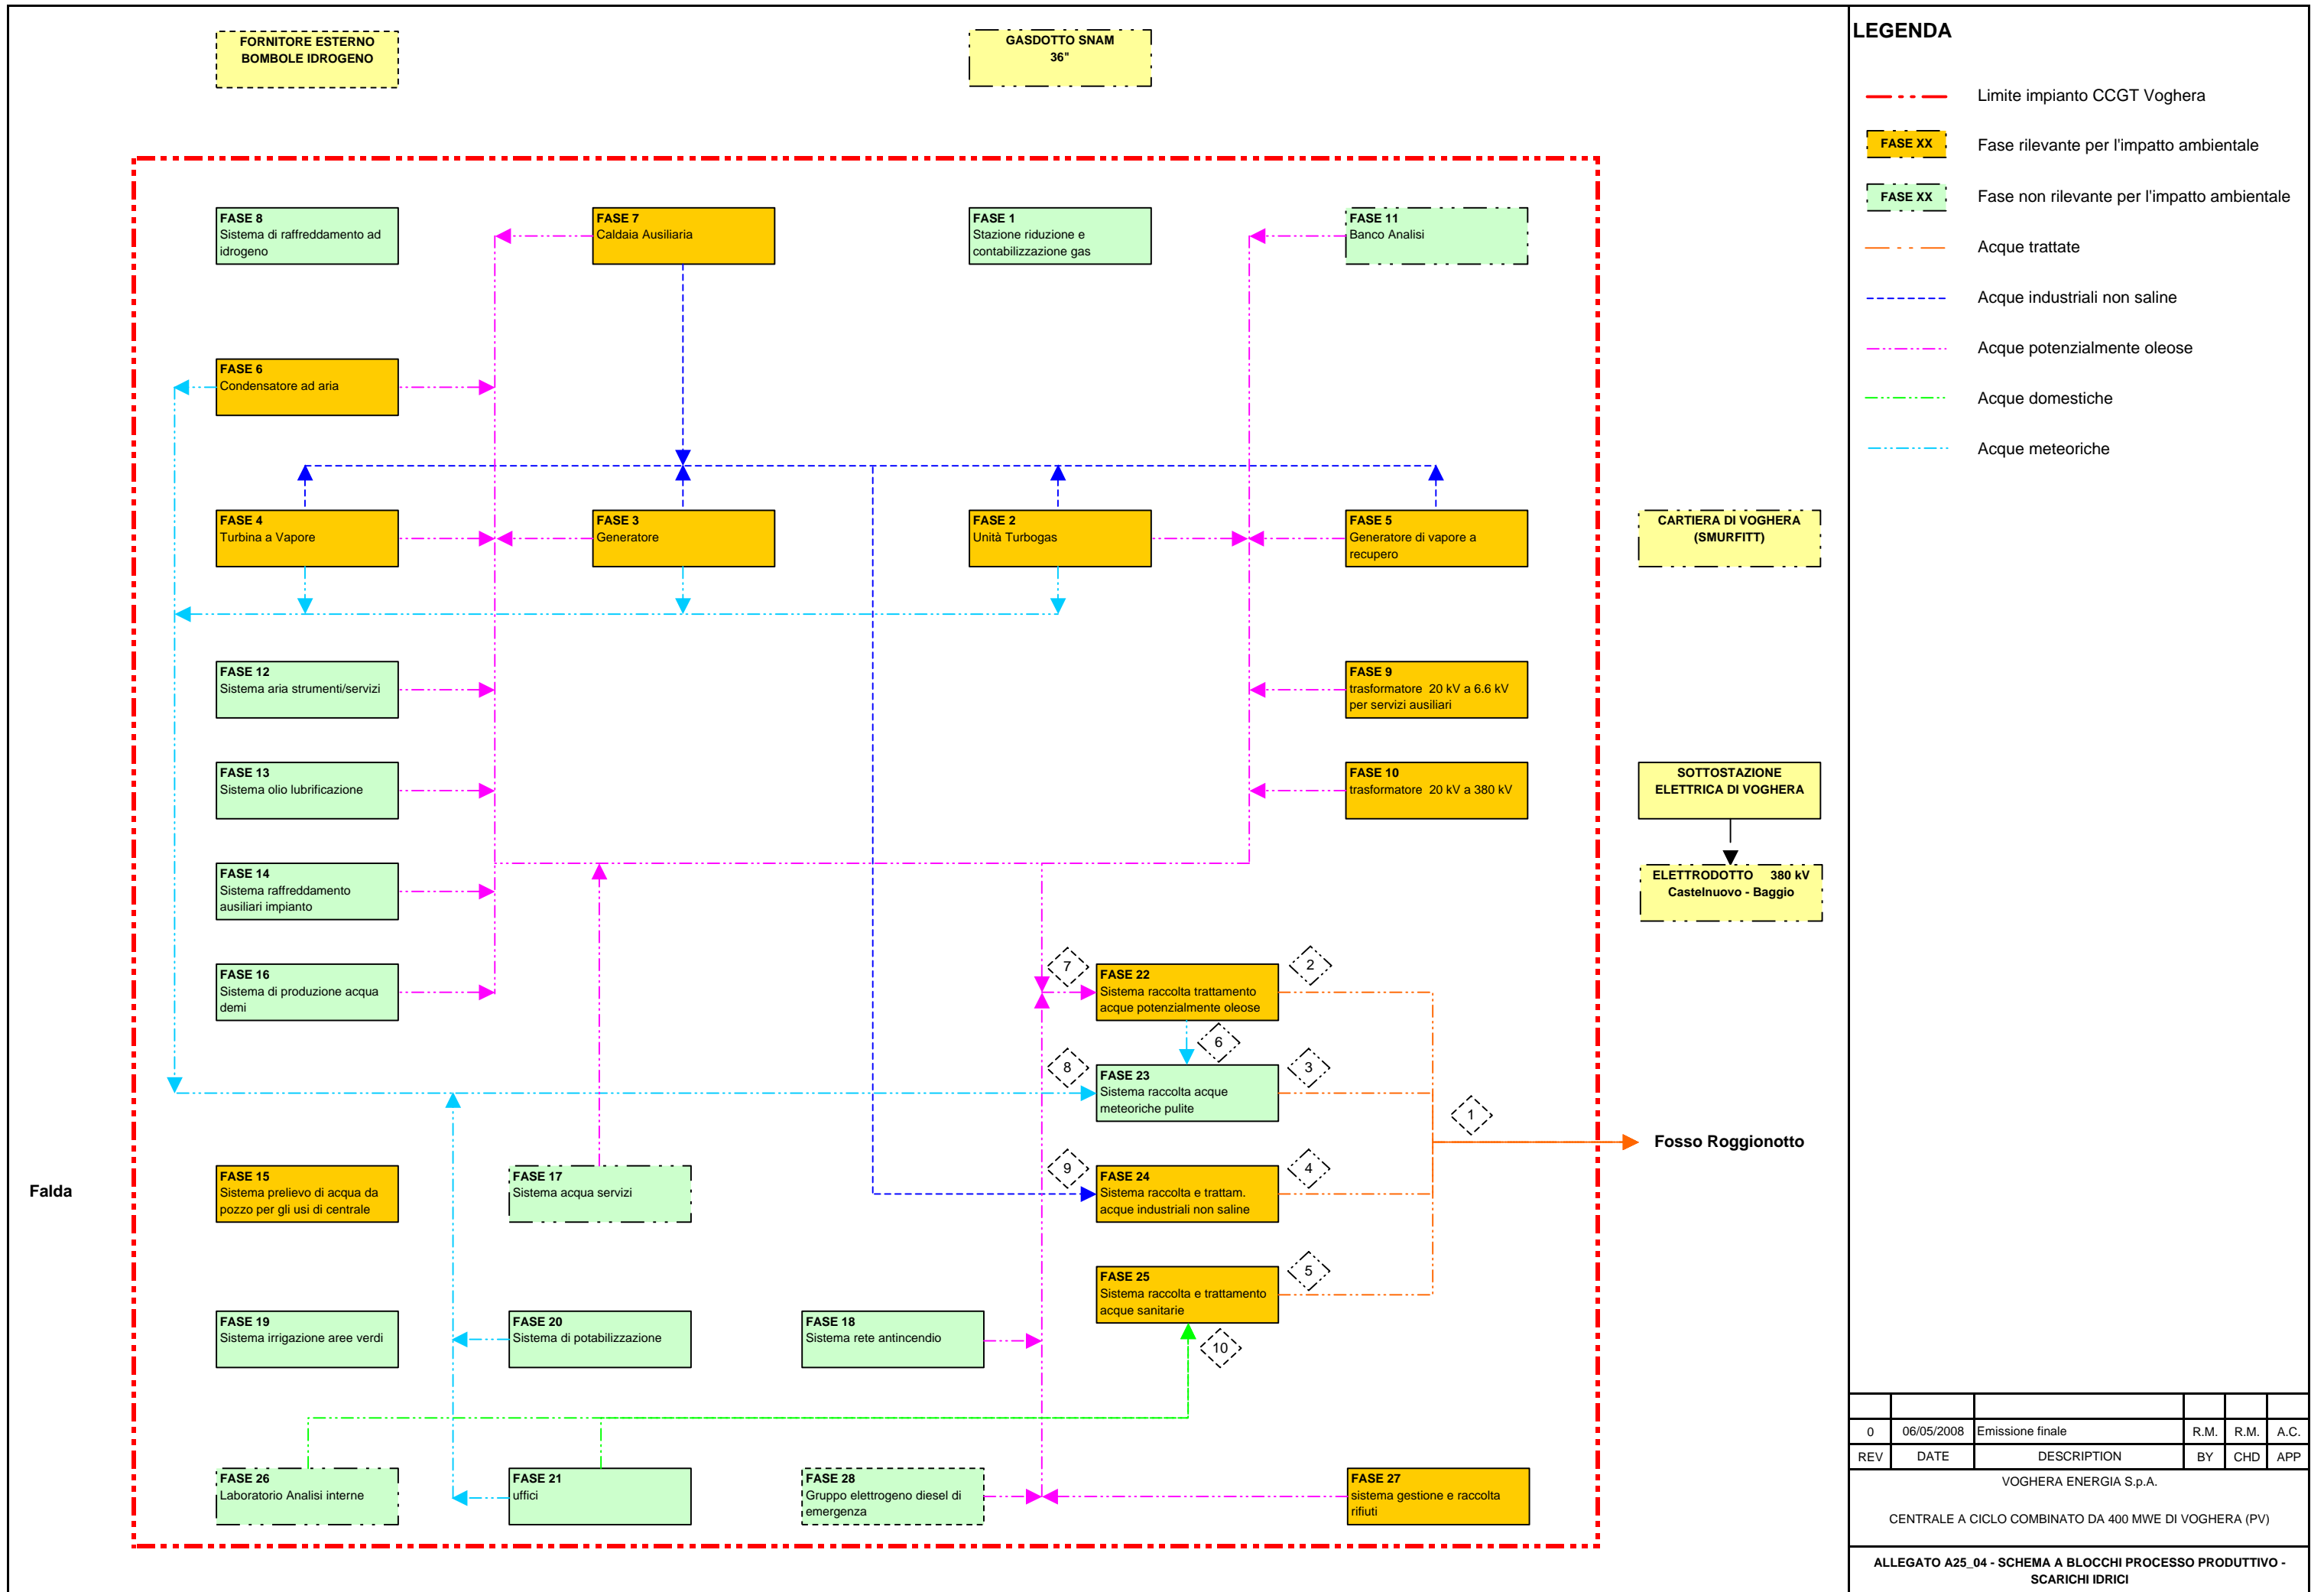 FORNITORE ESTERNO
BOMBOLE IDROGENO
GASDOTTO SNAM
36"
FASE 8
Sistema di raffreddamento ad
idrogeno
FASE 7
Caldaia Ausiliaria
FASE 1
Stazione riduzione e
contabilizzazione gas
FASE 11
Banco Analisi
FASE 6
Condensatore ad aria
FASE 4
Turbina a Vapore
FASE 3
Generatore
FASE 2
Unità Turbogas
FASE 5
Generatore di vapore a
recupero
CARTIERA DI VOGHERA
(SMURFITT)
FASE 12
Sistema aria strumenti/servizi
FASE 9
trasformatore 20 kV a 6.6 kV
per servizi ausiliari
FASE 13
Sistema olio lubrificazione
FASE 10
trasformatore 20 kV a 380 kV
SOTTOSTAZIONE
ELETTRICA DI VOGHERA
FASE 14
Sistema raffreddamento
ausiliari impianto
ELETTRODOTTO 380 kV
Castelnuovo - Baggio
FASE 16
Sistema di produzione acqua
demi
7
FASE 22
Sistema raccolta trattamento
acque potenzialmente oleose
2
6
8
FASE 23
Sistema raccolta acque
meteoriche pulite
3
1
Fosso Roggionotto
Falda
FASE 15
Sistema prelievo di acqua da
pozzo per gli usi di centrale
FASE 17
Sistema acqua servizi
9
FASE 24
Sistema raccolta e trattam.
acque industriali non saline
4
FASE 25
Sistema raccolta e trattamento
acque sanitarie
5
10
FASE 19
Sistema irrigazione aree verdi
FASE 20
Sistema di potabilizzazione
FASE 18
Sistema rete antincendio
FASE 26
Laboratorio Analisi interne
FASE 21
uffici
FASE 28
Gruppo elettrogeno diesel di
emergenza
FASE 27
sistema gestione e raccolta
rifiuti
LEGENDA
Limite impianto CCGT Voghera
FASE XX
Fase rilevante per l'impatto ambientale
FASE XX
Fase non rilevante per l'impatto ambientale
Acque trattate
Acque industriali non saline
Acque potenzialmente oleose
Acque domestiche
Acque meteoriche
0 06/05/2008 Emissione finale R.M. R.M. A.C.
REV DATE DESCRIPTION BY CHD APP
VOGHERA ENERGIA S.p.A.
CENTRALE A CICLO COMBINATO DA 400 MWE DI VOGHERA (PV)
ALLEGATO A25_04 - SCHEMA A BLOCCHI PROCESSO PRODUTTIVO -
SCARICHI IDRICI